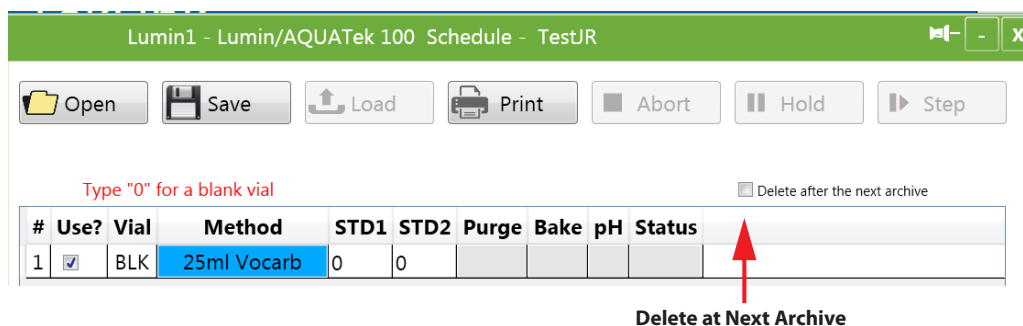 Lumin1 - Lumin/AQUATek 100 Schedule - TestJR - X
Open Save Load Print Abort Hold Step
Type "0" for a blank vial Delete after the next archive
# Use? Vial Method STD1 STD2 Purge Bake pH Status
1 BLK 25ml Vocarb 0 0
Delete at Next Archive